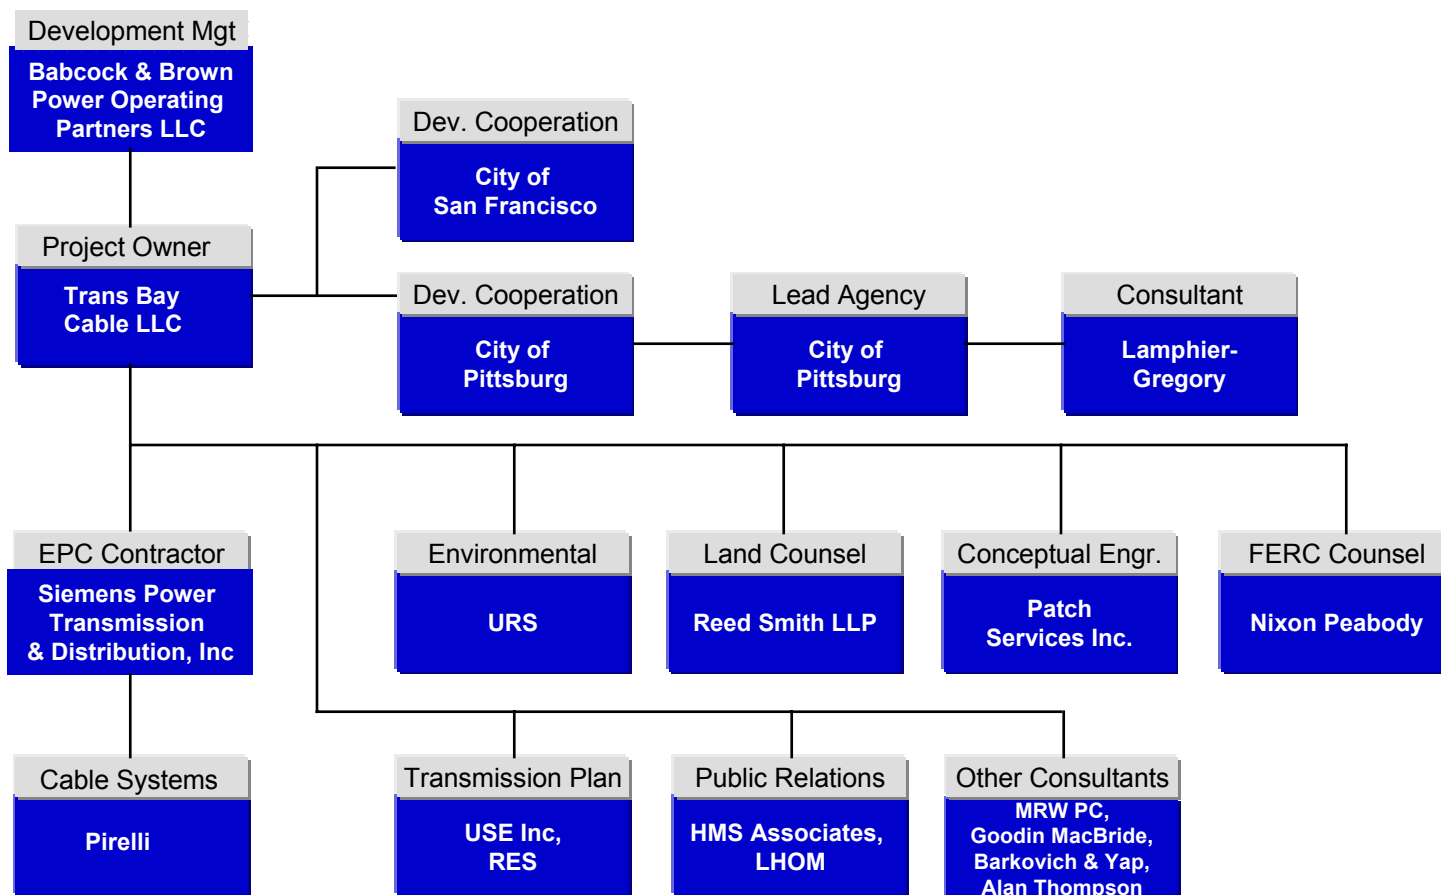 Development Mgt
Babcock & Brown
Power Operating
Partners LLC
Dev. Cooperation
City of
San Francisco
Project Owner
Trans Bay
Cable LLC
Dev. Cooperation
City of
Pittsburg
Lead Agency
City of
Pittsburg
Consultant
Lamphier-
Gregory
EPC Contractor
Siemens Power
Transmission
& Distribution, Inc
Environmental
URS
Land Counsel
Reed Smith LLP
Conceptual Engr.
Patch
Services Inc.
FERC Counsel
Nixon Peabody
Cable Systems
Pirelli
Transmission Plan
USE Inc,
RES
Public Relations
HMS Associates,
LHOM
Other Consultants
MRW PC,
Goodin MacBride,
Barkovich & Yap,
Alan Thompson